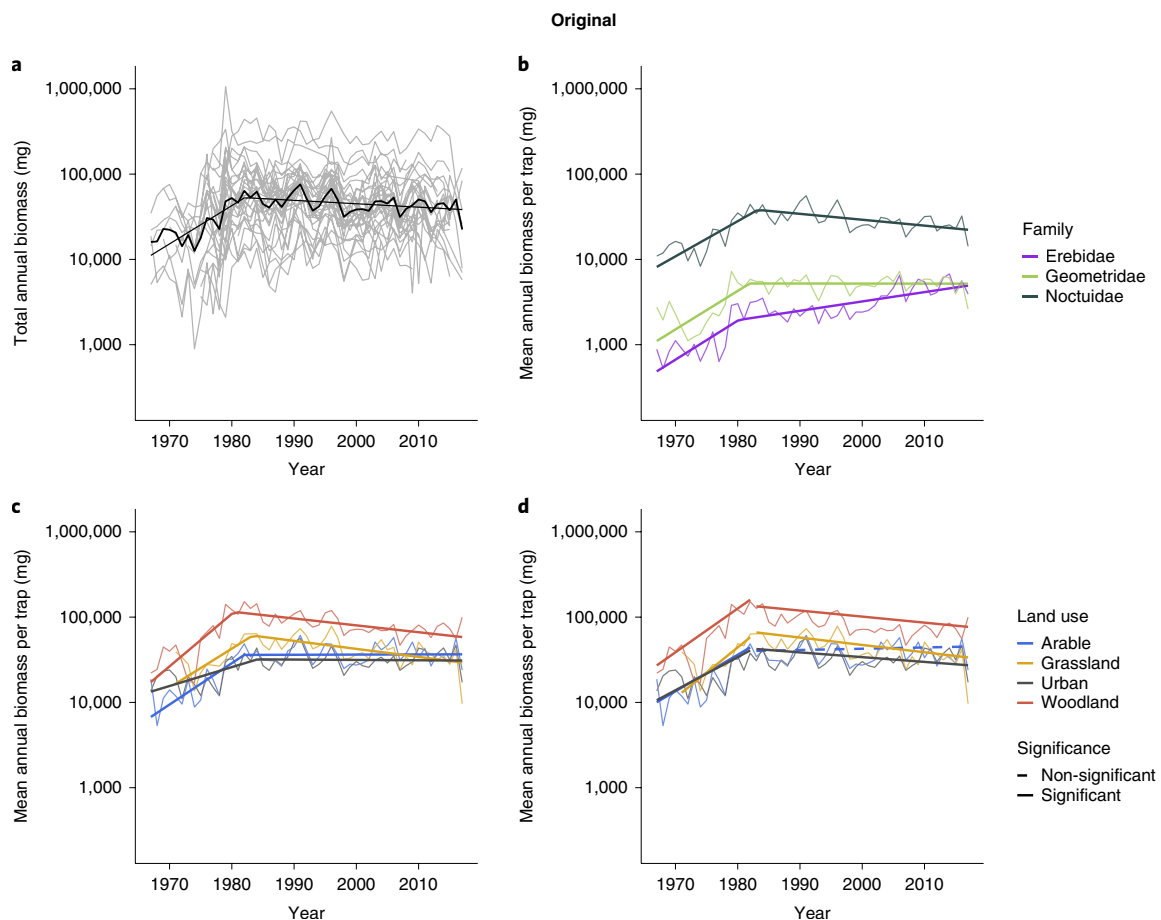 Original
a
Total annual biomass (mg)
1,000,000
100,000
10,000
1,000
1970 1980 1990 2000 2010
Year
b
Mean annual biomass per trap (mg)
1,000,000
100,000
10,000
1,000
1970 1980 1990 2000 2010
Year
Family
Erebidae
Geometridae
Noctuidae
c
Mean annual biomass per trap (mg)
1,000,000
100,000
10,000
1,000
1970 1980 1990 2000 2010
Year
d
Mean annual biomass per trap (mg)
1,000,000
100,000
10,000
1,000
1970 1980 1990 2000 2010
Year
Land use
Arable
Grassland
Urban
Woodland
Significance
Non-significant
Significant